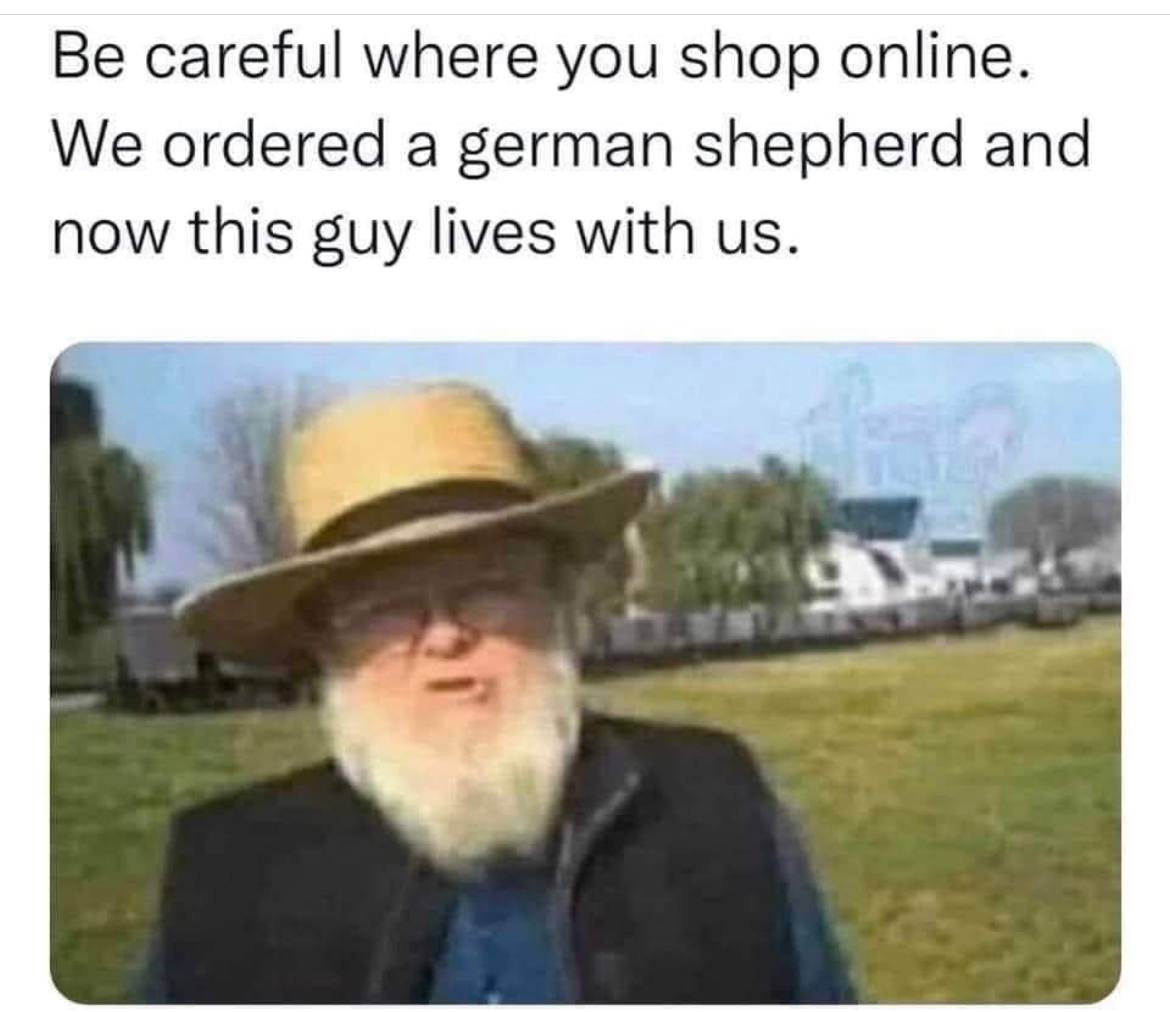 Be careful where you shop online.
We ordered a german shepherd and
now this guy lives with us.